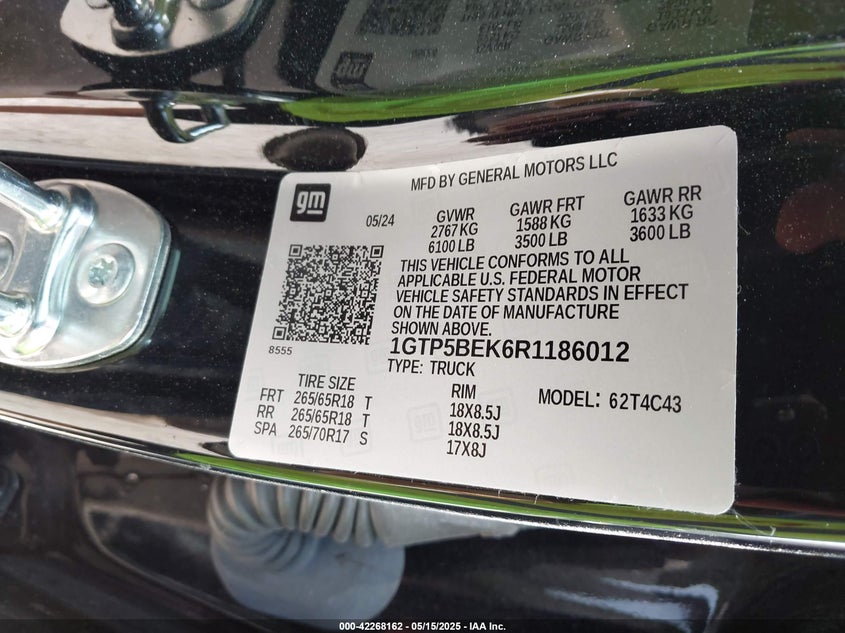 MFD BY GENERAL MOTORS LLC
gm
05/24
GVWR GAWR FRT GAWR RR
2767 KG 1588 KG 1633 KG
6100 LB 3500 LB 3600 LB
THIS VEHICLE CONFORMS TO ALL
APPLICABLE U.S. FEDERAL MOTOR
VEHICLE SAFETY STANDARDS IN EFFECT
ON THE DATE OF MANUFACTURE
SHOWN ABOVE.
8555
1GTP5BEK6R1186012
TYPE: TRUCK
TIRE SIZE RIM MODEL: 62T4C43
FRT 265/65R18 T 18X8.5J
RR 265/65R18 T 18X8.5J
SPA 265/70R17 S 17X8J
000-42268162 - 05/15/2025 - IAA Inc.